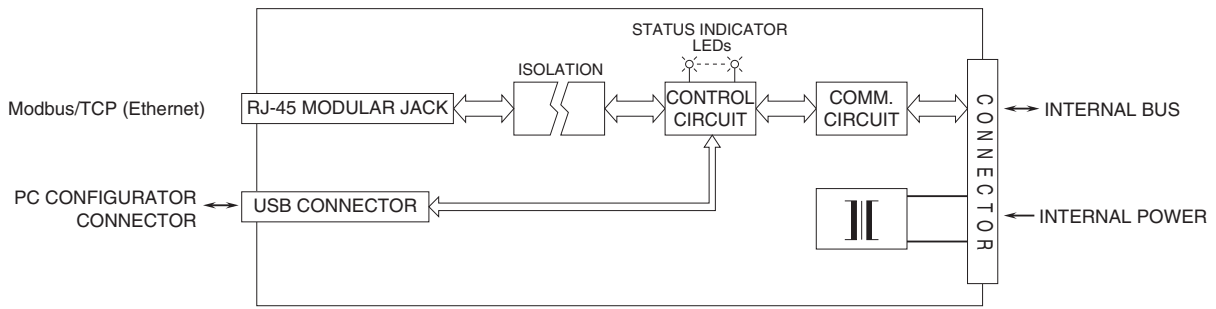 STATUS INDICATOR
LEDs
ISOLATION
Modbus/TCP (Ethernet)
RJ-45 MODULAR JACK
CONTROL
CIRCUIT
COMM.
CIRCUIT
CONNECTOR
INTERNAL BUS
PC CONFIGURATOR
CONNECTOR
USB CONNECTOR
INTERNAL POWER